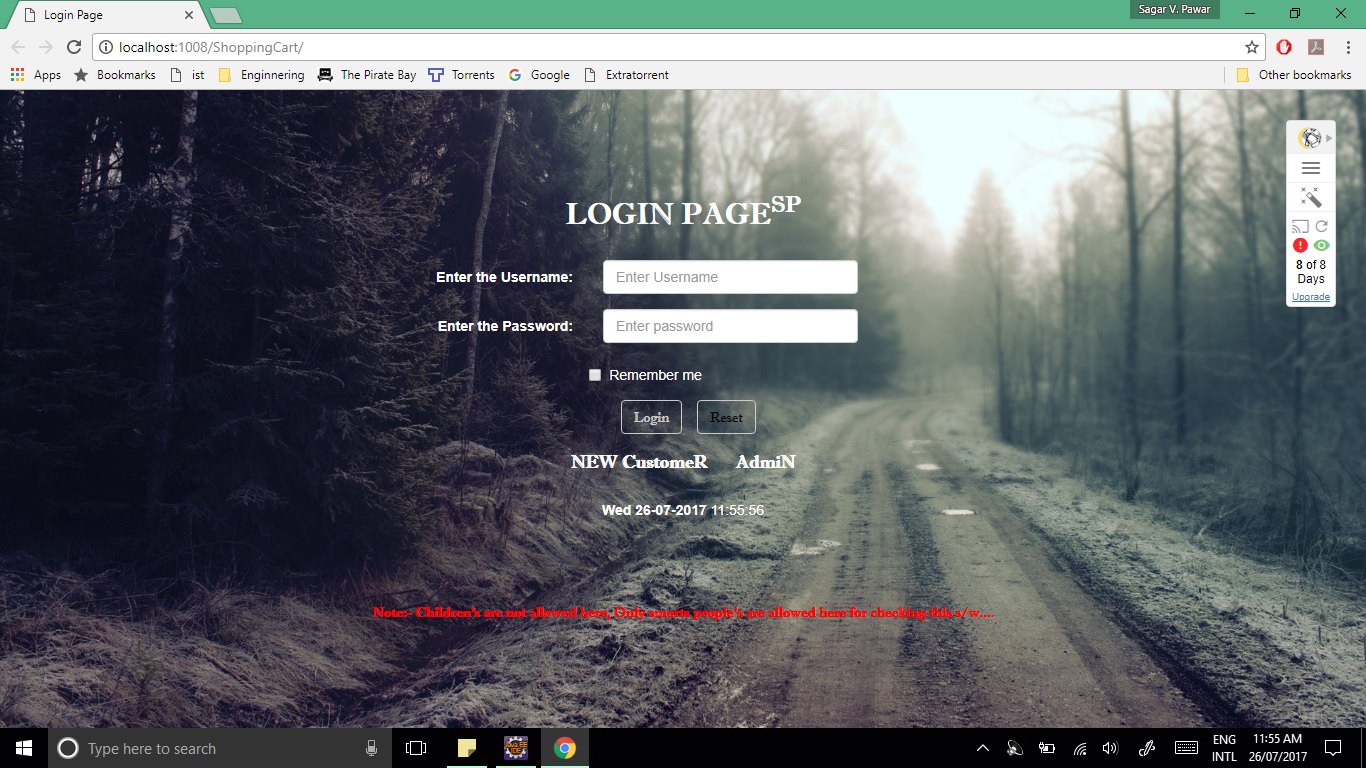 Login Page
Sagar V. Pawar
localhost:1008/ShoppingCart/
Apps Bookmarks ist Enginnering The Pirate Bay Torrents Google Extratorrent Other bookmarks
LOGIN PAGE SP
Enter the Username: Enter Username
Enter the Password: Enter password
Remember me
Login Reset
NEW CustomeR AdmiN
Wed 26-07-2017 11:55:56
Note:- Children's are not allowed here, Only smarts people's are allowed here for checking this s/w....
8 of 8
Days
Upgrade
Type here to search
JAVA EE
IDE
ENG
INTL
11:55 AM
26/07/2017